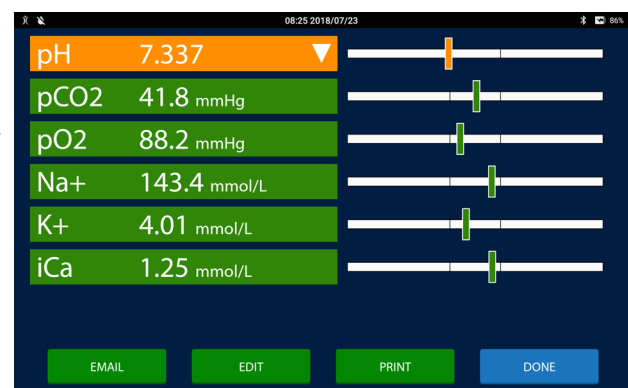 08:25 2018/07/23 86%
pH 7.337
pCO2 41.8 mmHg
pO2 88.2 mmHg
Na+ 143.4 mmol/L
K+ 4.01 mmol/L
iCa 1.25 mmol/L
EMAIL EDIT PRINT DONE